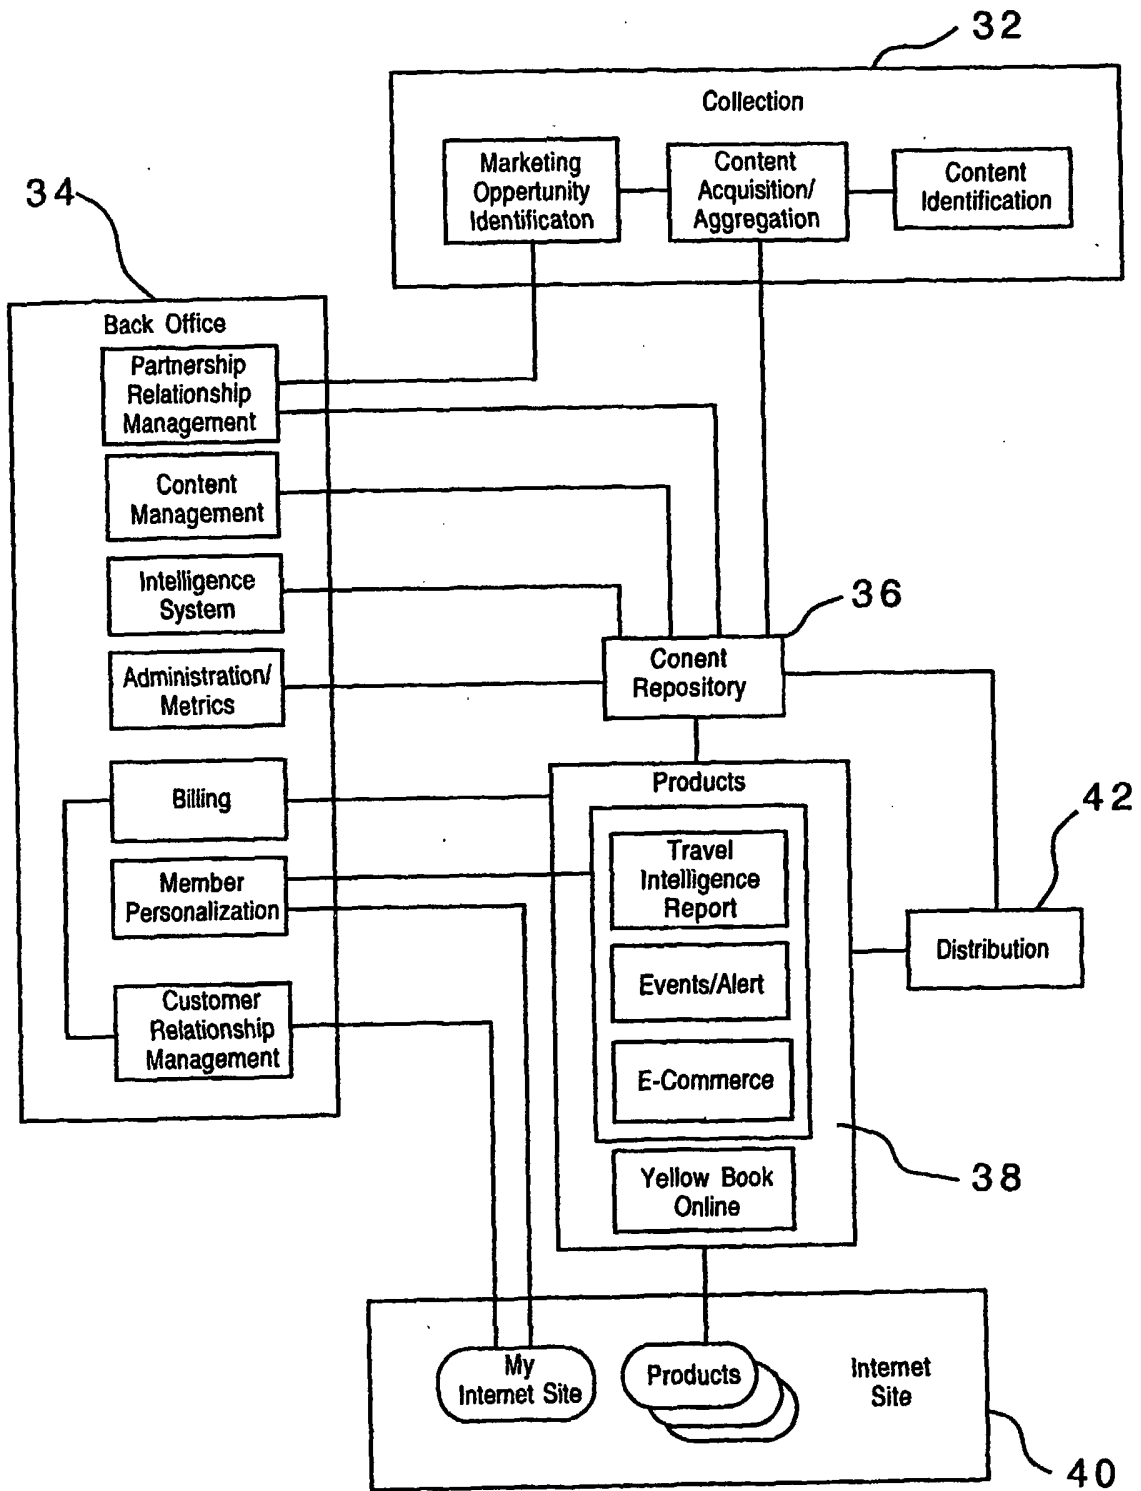 32
Collection
Marketing
Oppertunity
Identificaton
Content
Acquisition/
Aggregation
Content
Identification
34
Back Office
Partnership
Relationship
Management
Content
Management
Intelligence
System
Administration/
Metrics
Billing
Member
Personalization
Customer
Relationship
Management
36
Conent
Repository
Products
Travel
Intelligence
Report
Events/Alert
E-Commerce
Yellow Book
Online
42
Distribution
38
My
Internet Site
Products
Internet
Site
40